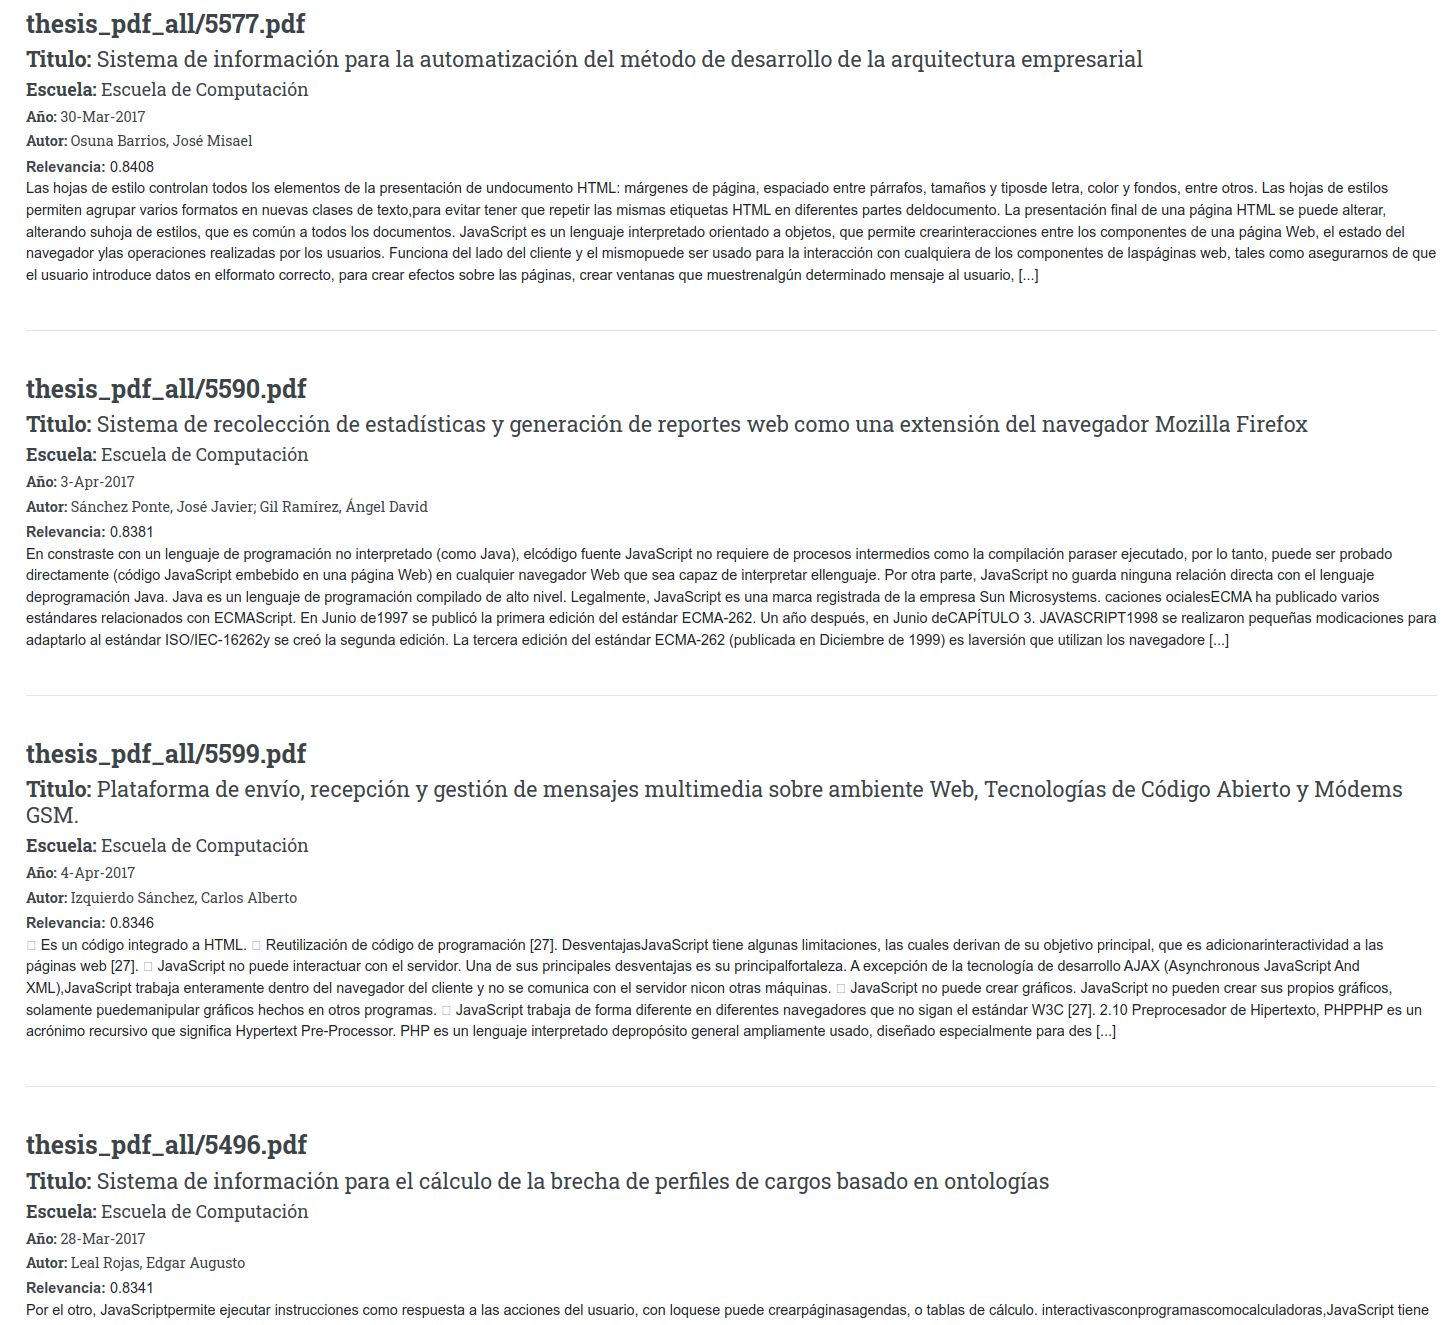 thesis_pdf_all/5577.pdf
Titulo: Sistema de información para la automatización del método de desarrollo de la arquitectura empresarial
Escuela: Escuela de Computación
Año: 30-Mar-2017
Autor: Osuna Barrios, José Misael
Relevancia: 0.8408
Las hojas de estilo controlan todos los elementos de la presentación de undocumento HTML: márgenes de página, espaciado entre párrafos, tamaños y tiposde letra, color y fondos, entre otros. Las hojas de estilos
permiten agrupar varios formatos en nuevas clases de texto,para evitar tener que repetir las mismas etiquetas HTML en diferentes partes deldocumento. La presentación final de una página HTML se puede alterar,
alterando suhoja de estilos, que es común a todos los documentos. JavaScript es un lenguaje interpretado orientado a objetos, que permite crearinteracciones entre los componentes de una página Web, el estado del
navegador ylas operaciones realizadas por los usuarios. Funciona del lado del cliente y el mismopuede ser usado para la interacción con cualquiera de los componentes de laspáginas web, tales como asegurarnos de que
el usuario introduce datos en elformato correcto, para crear efectos sobre las páginas, crear ventanas que muestrenalgún determinado mensaje al usuario, [...]
thesis_pdf_all/5590.pdf
Titulo: Sistema de recolección de estadísticas y generación de reportes web como una extensión del navegador Mozilla Firefox
Escuela: Escuela de Computación
Año: 3-Apr-2017
Autor: Sánchez Ponte, José Javier; Gil Ramírez, Ángel David
Relevancia: 0.8381
En constraste con un lenguaje de programación no interpretado (como Java), elcódigo fuente JavaScript no requiere de procesos intermedios como la compilación paraser ejecutado, por lo tanto, puede ser probado
directamente (código JavaScript embebido en una página Web) en cualquier navegador Web que sea capaz de interpretar ellenguaje. Por otra parte, JavaScript no guarda ninguna relación directa con el lenguaje
deprogramación Java. Java es un lenguaje de programación compilado de alto nivel. Legalmente, JavaScript es una marca registrada de la empresa Sun Microsystems. caciones ocialesECMA ha publicado varios
estándares relacionados con ECMAScript. En Junio de1997 se publicó la primera edición del estándar ECMA-262. Un año después, en Junio deCAPÍTULO 3. JAVASCRIPT1998 se realizaron pequeñas modicaciones para
adaptarlo al estándar ISO/IEC-16262y se creó la segunda edición. La tercera edición del estándar ECMA-262 (publicada en Diciembre de 1999) es laversión que utilizan los navegadore [...]
thesis_pdf_all/5599.pdf
Titulo: Plataforma de envío, recepción y gestión de mensajes multimedia sobre ambiente Web, Tecnologías de Código Abierto y Módems
GSM.
Escuela: Escuela de Computación
Año: 4-Apr-2017
Autor: Izquierdo Sánchez, Carlos Alberto
Relevancia: 0.8346
 Es un código integrado a HTML.  Reutilización de código de programación [27]. DesventajasJavaScript tiene algunas limitaciones, las cuales derivan de su objetivo principal, que es adicionarinteractividad a las
páginas web [27].  JavaScript no puede interactuar con el servidor. Una de sus principales desventajas es su principalfortaleza. A excepción de la tecnología de desarrollo AJAX (Asynchronous JavaScript And
XML),JavaScript trabaja enteramente dentro del navegador del cliente y no se comunica con el servidor nicon otras máquinas.  JavaScript no puede crear gráficos. JavaScript no pueden crear sus propios gráficos,
solamente puedemanipular gráficos hechos en otros programas.  JavaScript trabaja de forma diferente en diferentes navegadores que no sigan el estándar W3C [27]. 2.10 Preprocesador de Hipertexto, PHPPHP es un
acrónimo recursivo que significa Hypertext Pre-Processor. PHP es un lenguaje interpretado depropósito general ampliamente usado, diseñado especialmente para des [...]
thesis_pdf_all/5496.pdf
Titulo: Sistema de información para el cálculo de la brecha de perfiles de cargos basado en ontologías
Escuela: Escuela de Computación
Año: 28-Mar-2017
Autor: Leal Rojas, Edgar Augusto
Relevancia: 0.8341
Por el otro, JavaScriptpermite ejecutar instrucciones como respuesta a las acciones del usuario, con loquese puede crearpáginasagendas, o tablas de cálculo. interactivasconprogramascomocalculadoras,JavaScript tiene